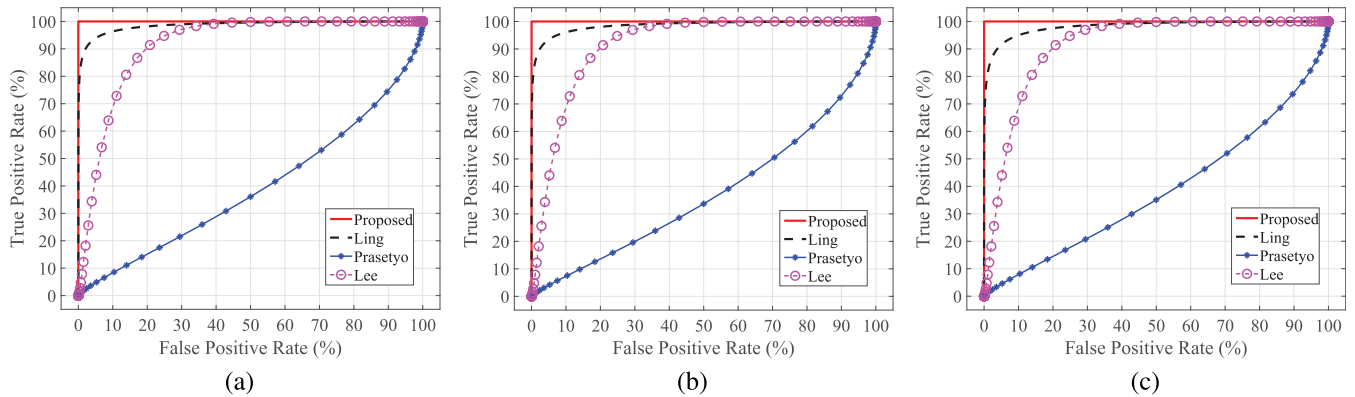 100
90
80
70
60
50
40
30
20
10
0
True Positive Rate (%)
Proposed
Ling
Prasetyo
Lee
0 10 20 30 40 50 60 70 80 90 100
False Positive Rate (%)
(a)
100
90
80
70
60
50
40
30
20
10
0
True Positive Rate (%)
Proposed
Ling
Prasetyo
Lee
0 10 20 30 40 50 60 70 80 90 100
False Positive Rate (%)
(b)
100
90
80
70
60
50
40
30
20
10
0
True Positive Rate (%)
Proposed
Ling
Prasetyo
Lee
0 10 20 30 40 50 60 70 80 90 100
False Positive Rate (%)
(c)